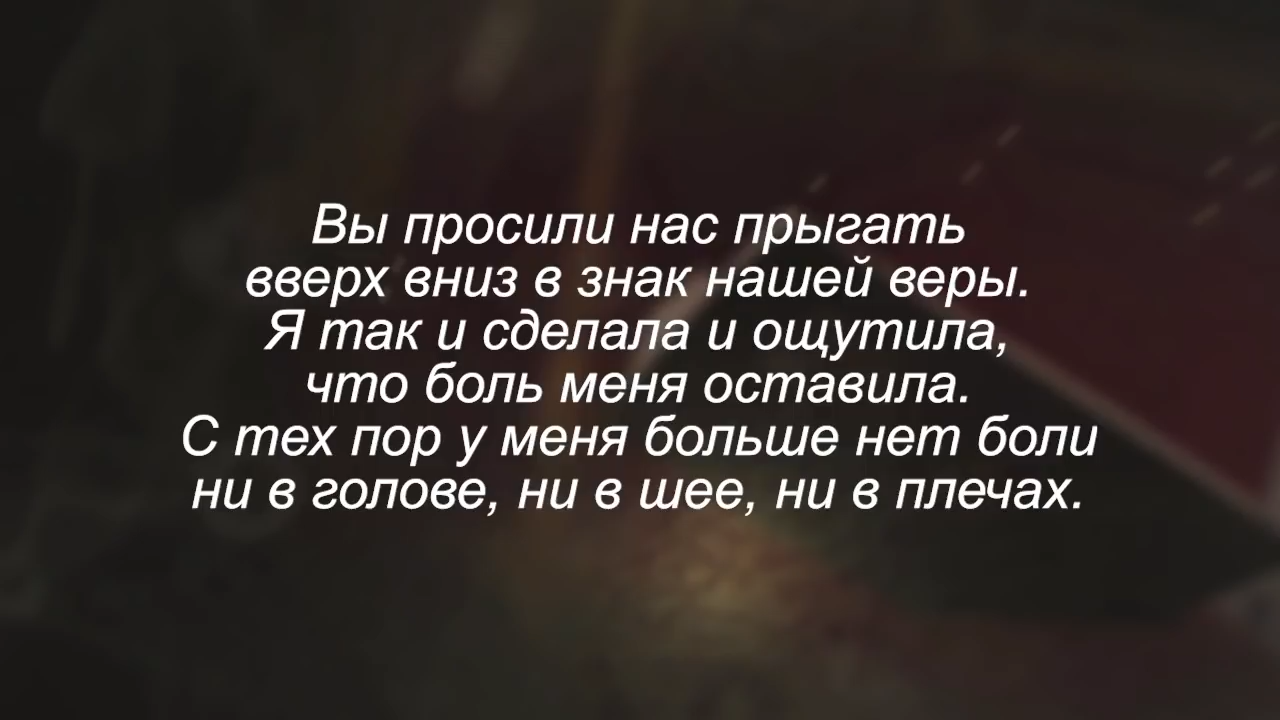 Вы просили нас прыгать
вверх вниз в знак нашей веры.
Я так и сделала и ощутила,
что боль меня оставила.
С тех пор у меня больше нет боли
ни в голове, ни в шее, ни в плечах.